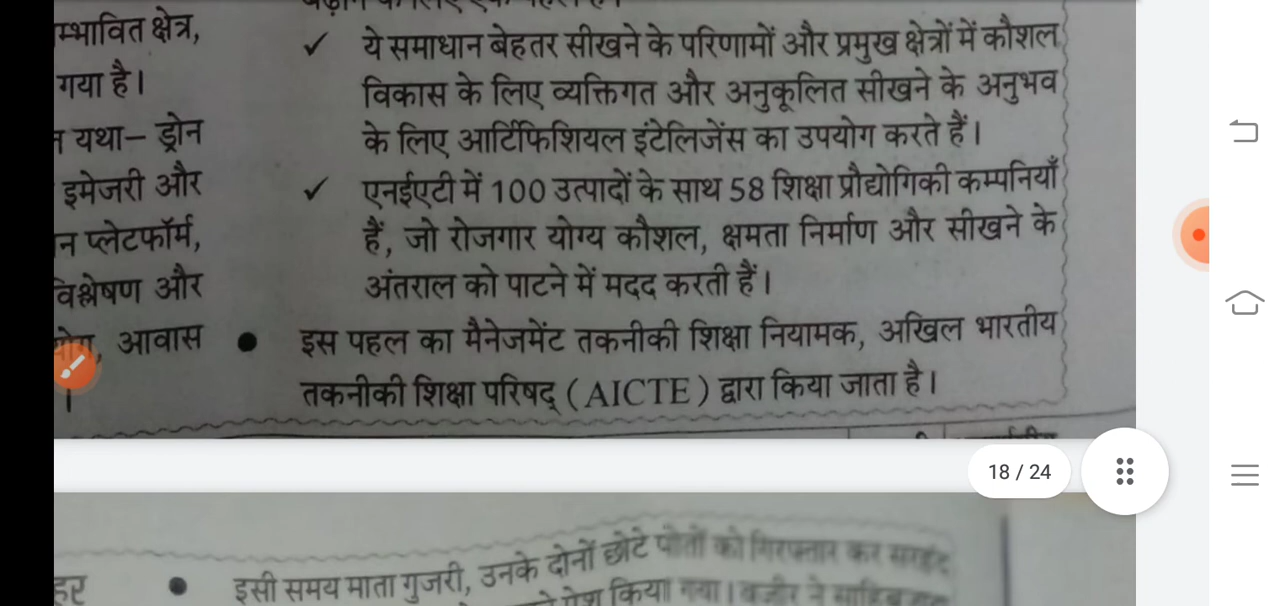 म्भावित क्षेत्र,
गया है।
यथा– ड्रोन
इमेजरी और
न प्लेटफॉर्म,
विश्लेषण और
आवास
✓ ये समाधान बेहतर सीखने के परिणामों और प्रमुख क्षेत्रों में कौशल
विकास के लिए व्यक्तिगत और अनुकूलित सीखने के अनुभव
के लिए आर्टिफिशियल इंटेलिजेंस का उपयोग करते हैं।
✓ एनईएटी में 100 उत्पादों के साथ 58 शिक्षा प्रौद्योगिकी कम्पनियाँ
हैं, जो रोजगार योग्य कौशल, क्षमता निर्माण और सीखने के
अंतराल को पाटने में मदद करती हैं।
● इस पहल का मैनेजमेंट तकनीकी शिक्षा नियामक, अखिल भारतीय
तकनीकी शिक्षा परिषद् (AICTE) द्वारा किया जाता है।
18 / 24
● इसी समय माता गुजरी, उनके दोनों छोटे पोतों को गिरफ्तार कर सरहंद
किया गया।